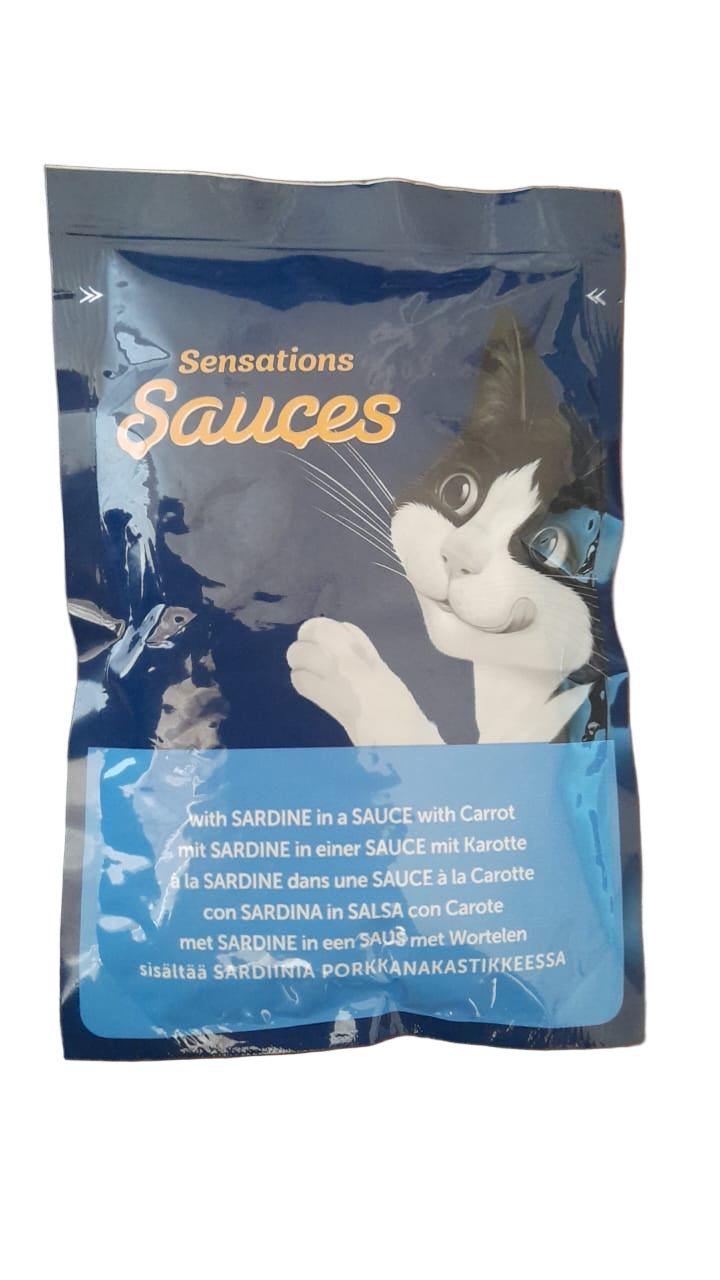 Sensations
Sauces
with SARDINE in a SAUCE with Carrot
mit SARDINE in einer SAUCE mit Karotte
à la SARDINE dans une SAUCE à la Carotte
con SARDINA in SALSA con Carote
met SARDINE in een SAUS met Wortelen
sisältää SARDIINIA PORKKANAKASTIKKEESSA